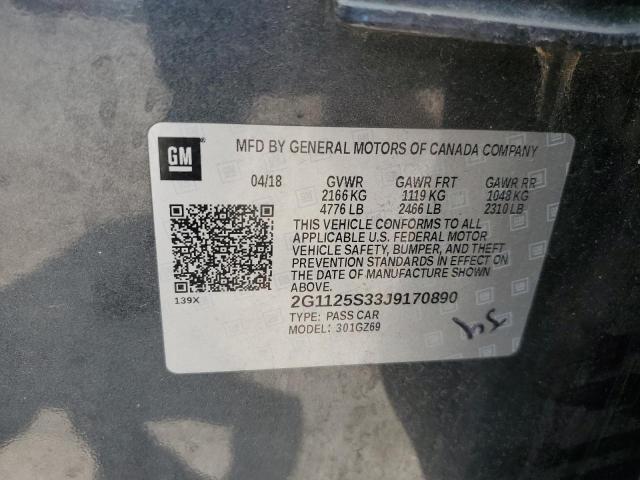 GM
MFD BY GENERAL MOTORS OF CANADA COMPANY
04/18 GVWR GAWR FRT GAWR RR
2166 KG 1119 KG 1048 KG
4776 LB 2466 LB 2310 LB
THIS VEHICLE CONFORMS TO ALL
APPLICABLE U.S. FEDERAL MOTOR
VEHICLE SAFETY, BUMPER, AND THEFT
PREVENTION STANDARDS IN EFFECT ON
THE DATE OF MANUFACTURE SHOWN
ABOVE.
139X
2G1125S33J9170890
TYPE: PASS CAR
MODEL: 301GZ69